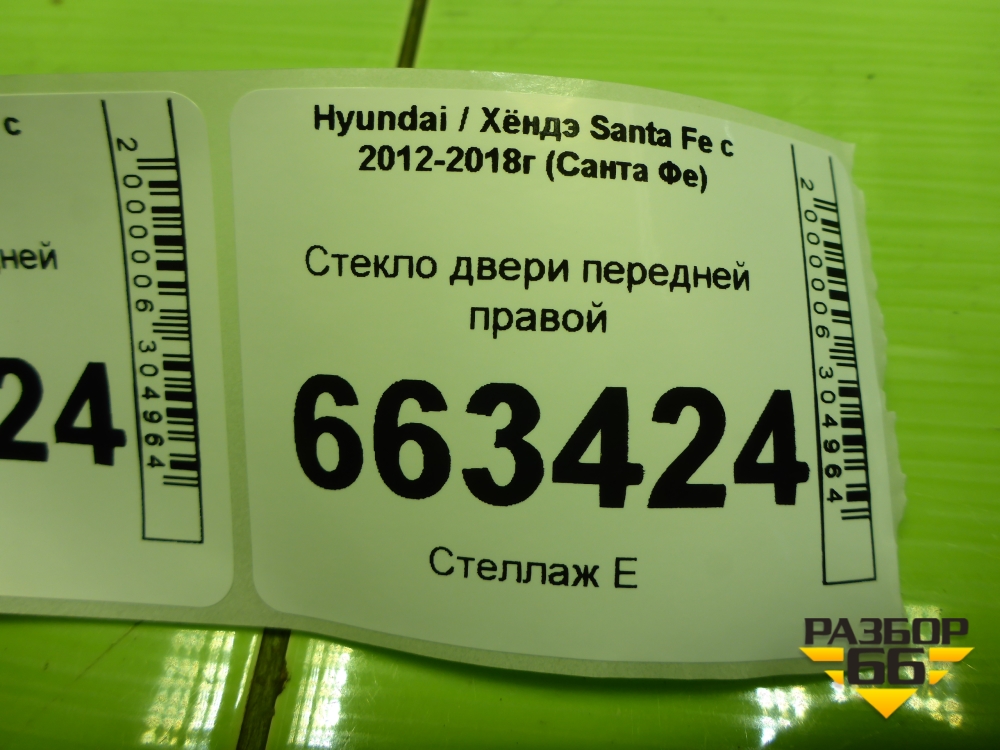 с
ней
24
2000006304964
Hyundai / Хёндэ Santa Fe с
2012-2018г (Санта Фе)
Стекло двери передней
правой
663424
Стеллаж Е
2000006304964
РАЗБОР
66